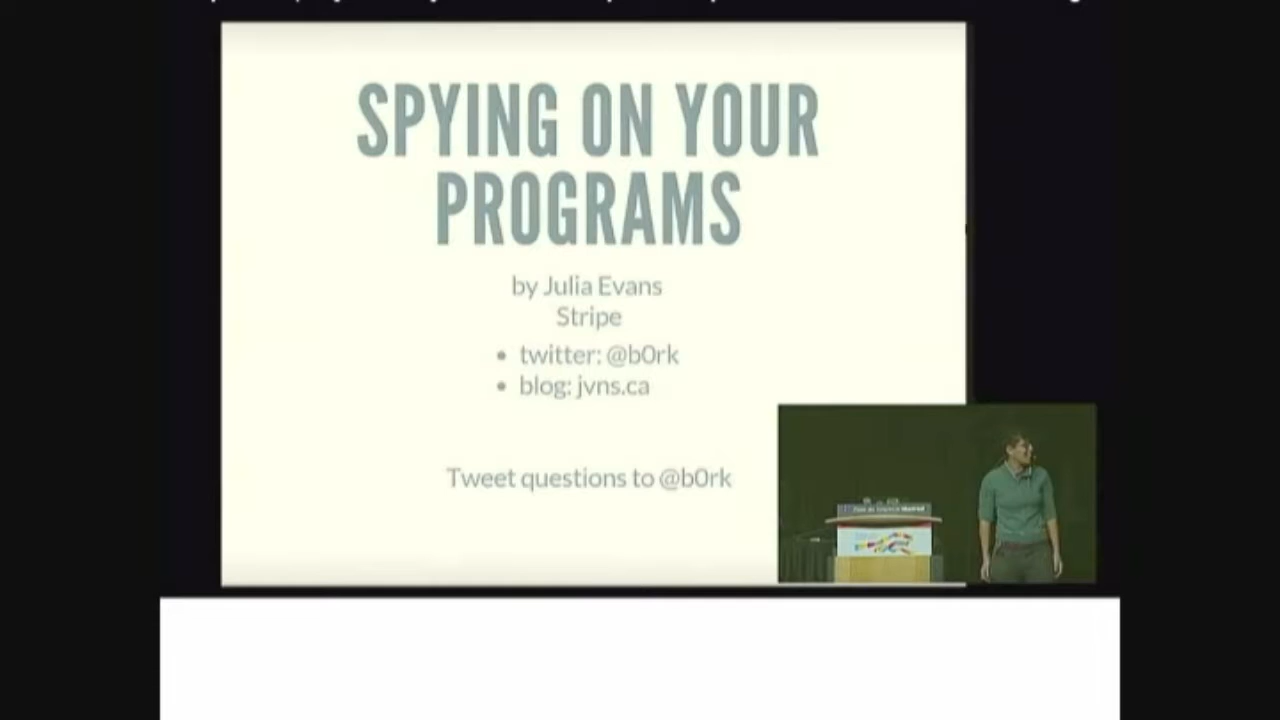 SPYING ON YOUR
PROGRAMS
by Julia Evans
Stripe
• twitter: @b0rk
• blog: jvns.ca
Tweet questions to @b0rk